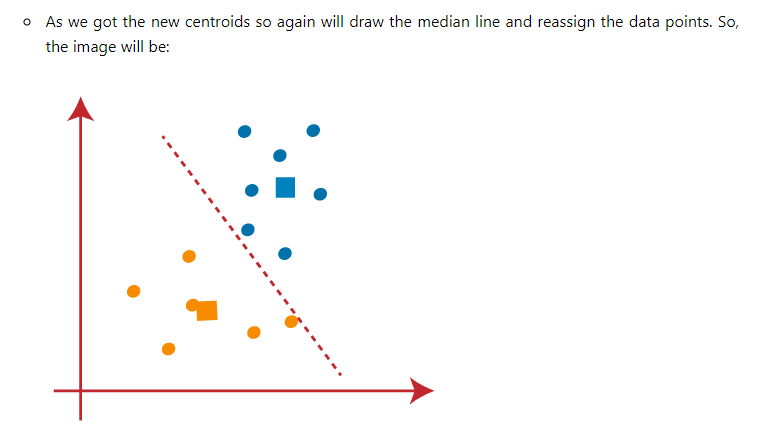 As we got the new centroids so again will draw the median line and reassign the data points. So,
the image will be: